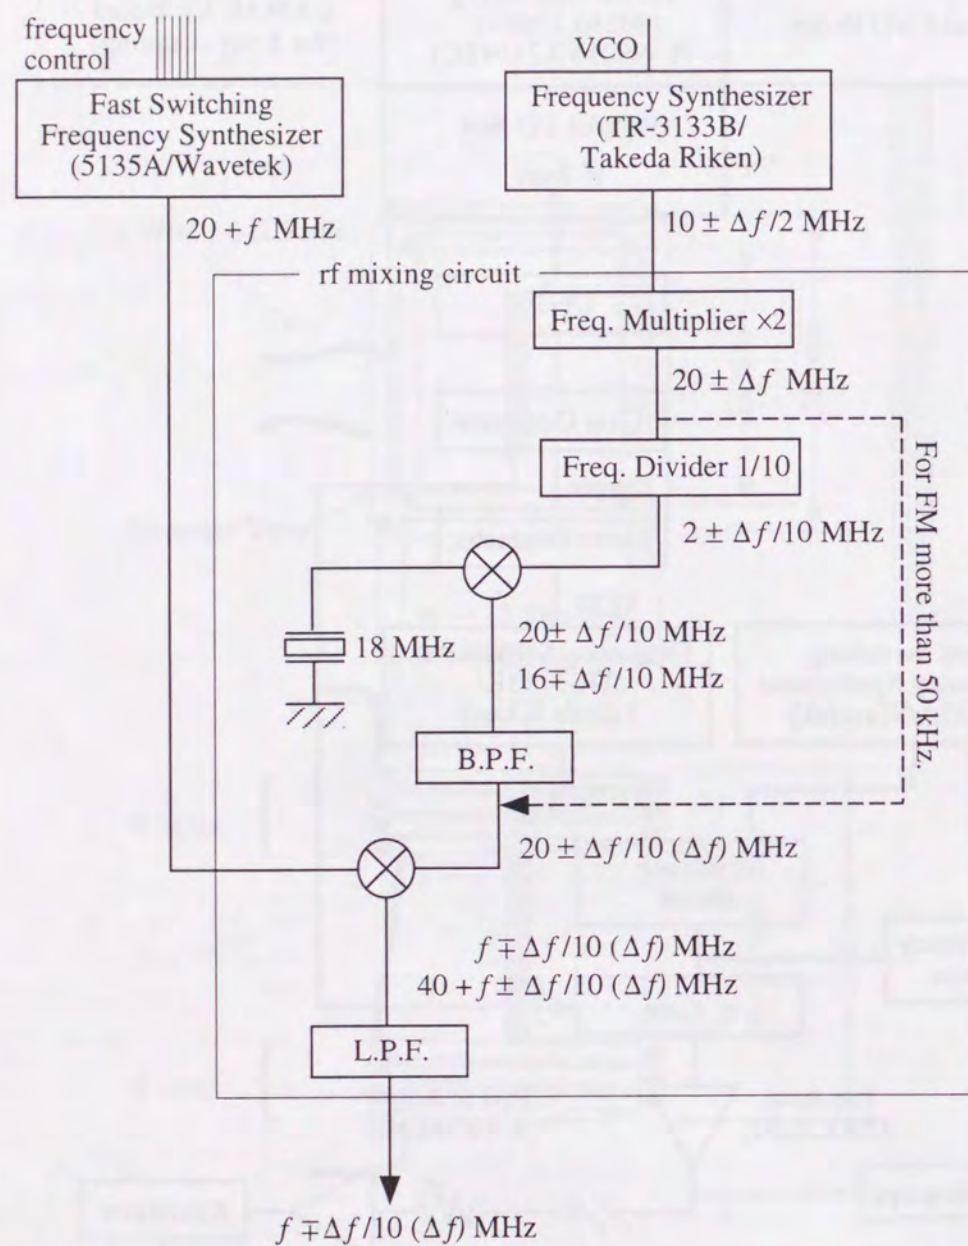 frequency
control
Fast Switching
Frequency Synthesizer
(5135A/Wavetek)
20 + f MHz
VCO
Frequency Synthesizer
(TR-3133B/
Takeda Riken)
10 ± Δf/2 MHz
rf mixing circuit
Freq. Multiplier ×2
20 ± Δf MHz
Freq. Divider 1/10
2 ± Δf/10 MHz
For FM more than 50 kHz.
18 MHz
20± Δf/10 MHz
16∓ Δf/10 MHz
B.P.F.
20 ± Δf/10 (Δf) MHz
f ∓ Δf/10 (Δf) MHz
40 + f ± Δf/10 (Δf) MHz
L.P.F.
f ∓ Δf/10 (Δf) MHz